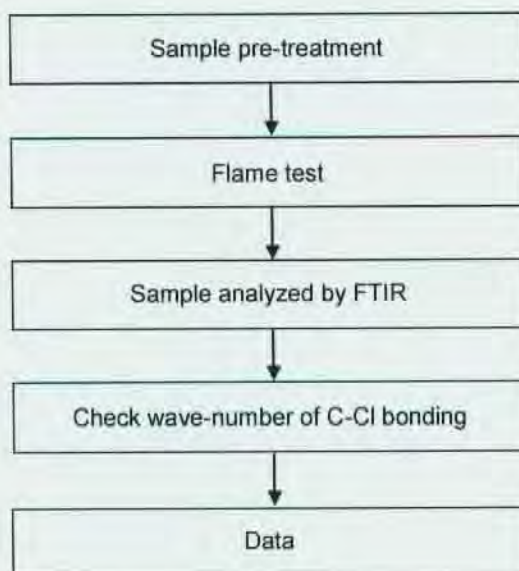 Sample pre-treatment
Flame test
Sample analyzed by FTIR
Check wave-number of C-Cl bonding
Data